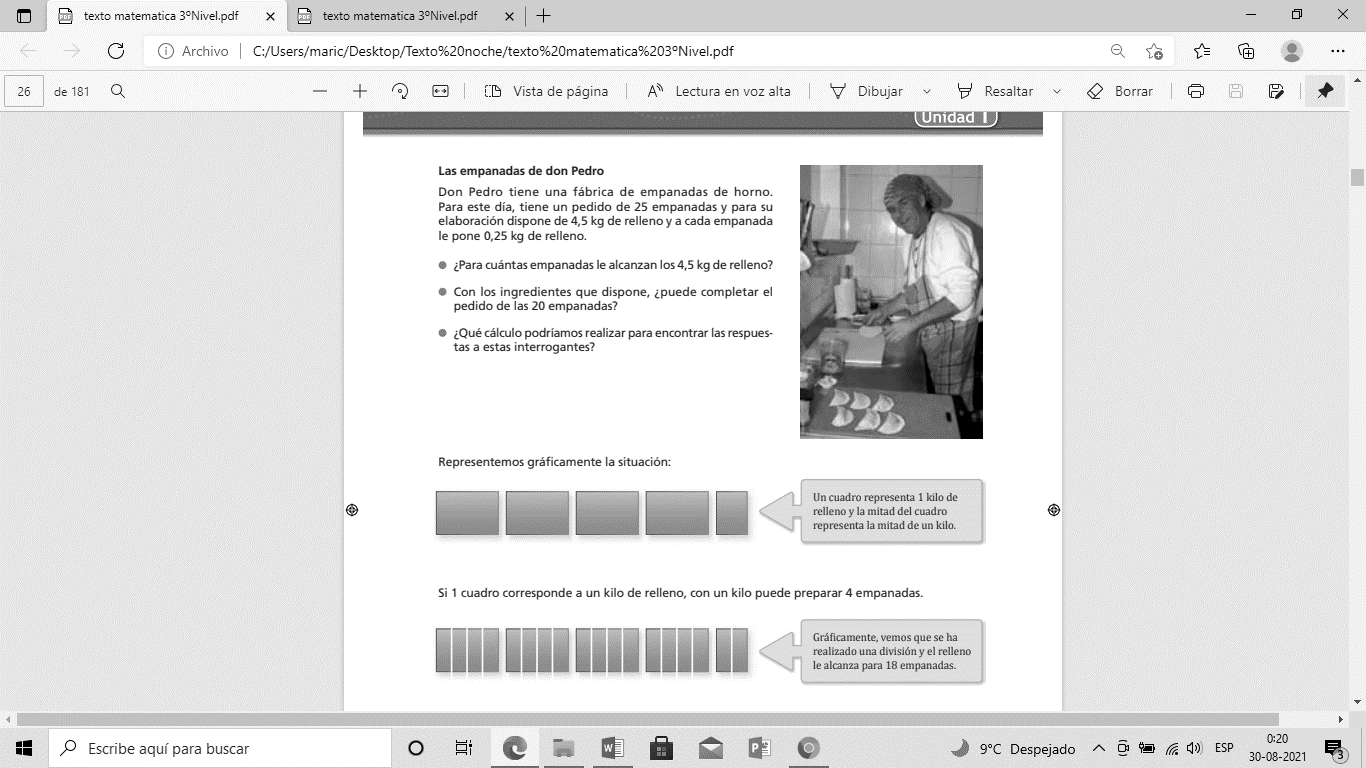 texto matematica 3ºNivel.pdf
texto matematica 3ºNivel.pdf
Archivo
C:/Users/maric/Desktop/Texto%20noche/texto%20matematica%203ºNivel.pdf
26
de 181
Vista de página
Lectura en voz alta
Dibujar
Resaltar
Borrar
Unidad 1
Las empanadas de don Pedro
Don Pedro tiene una fábrica de empanadas de horno.
Para este día, tiene un pedido de 25 empanadas y para su
elaboración dispone de 4,5 kg de relleno y a cada empanada
le pone 0,25 kg de relleno.
¿Para cuántas empanadas le alcanzan los 4,5 kg de relleno?
Con los ingredientes que dispone, ¿puede completar el
pedido de las 20 empanadas?
¿Qué cálculo podríamos realizar para encontrar las respues-
tas a estas interrogantes?
Representemos gráficamente la situación:
Un cuadro representa 1 kilo de
relleno y la mitad del cuadro
representa la mitad de un kilo.
Si 1 cuadro corresponde a un kilo de relleno, con un kilo puede preparar 4 empanadas.
Gráficamente, vemos que se ha
realizado una división y el relleno
le alcanza para 18 empanadas.
Escribe aquí para buscar
9°C Despejado
ESP
0:20
30-08-2021
3